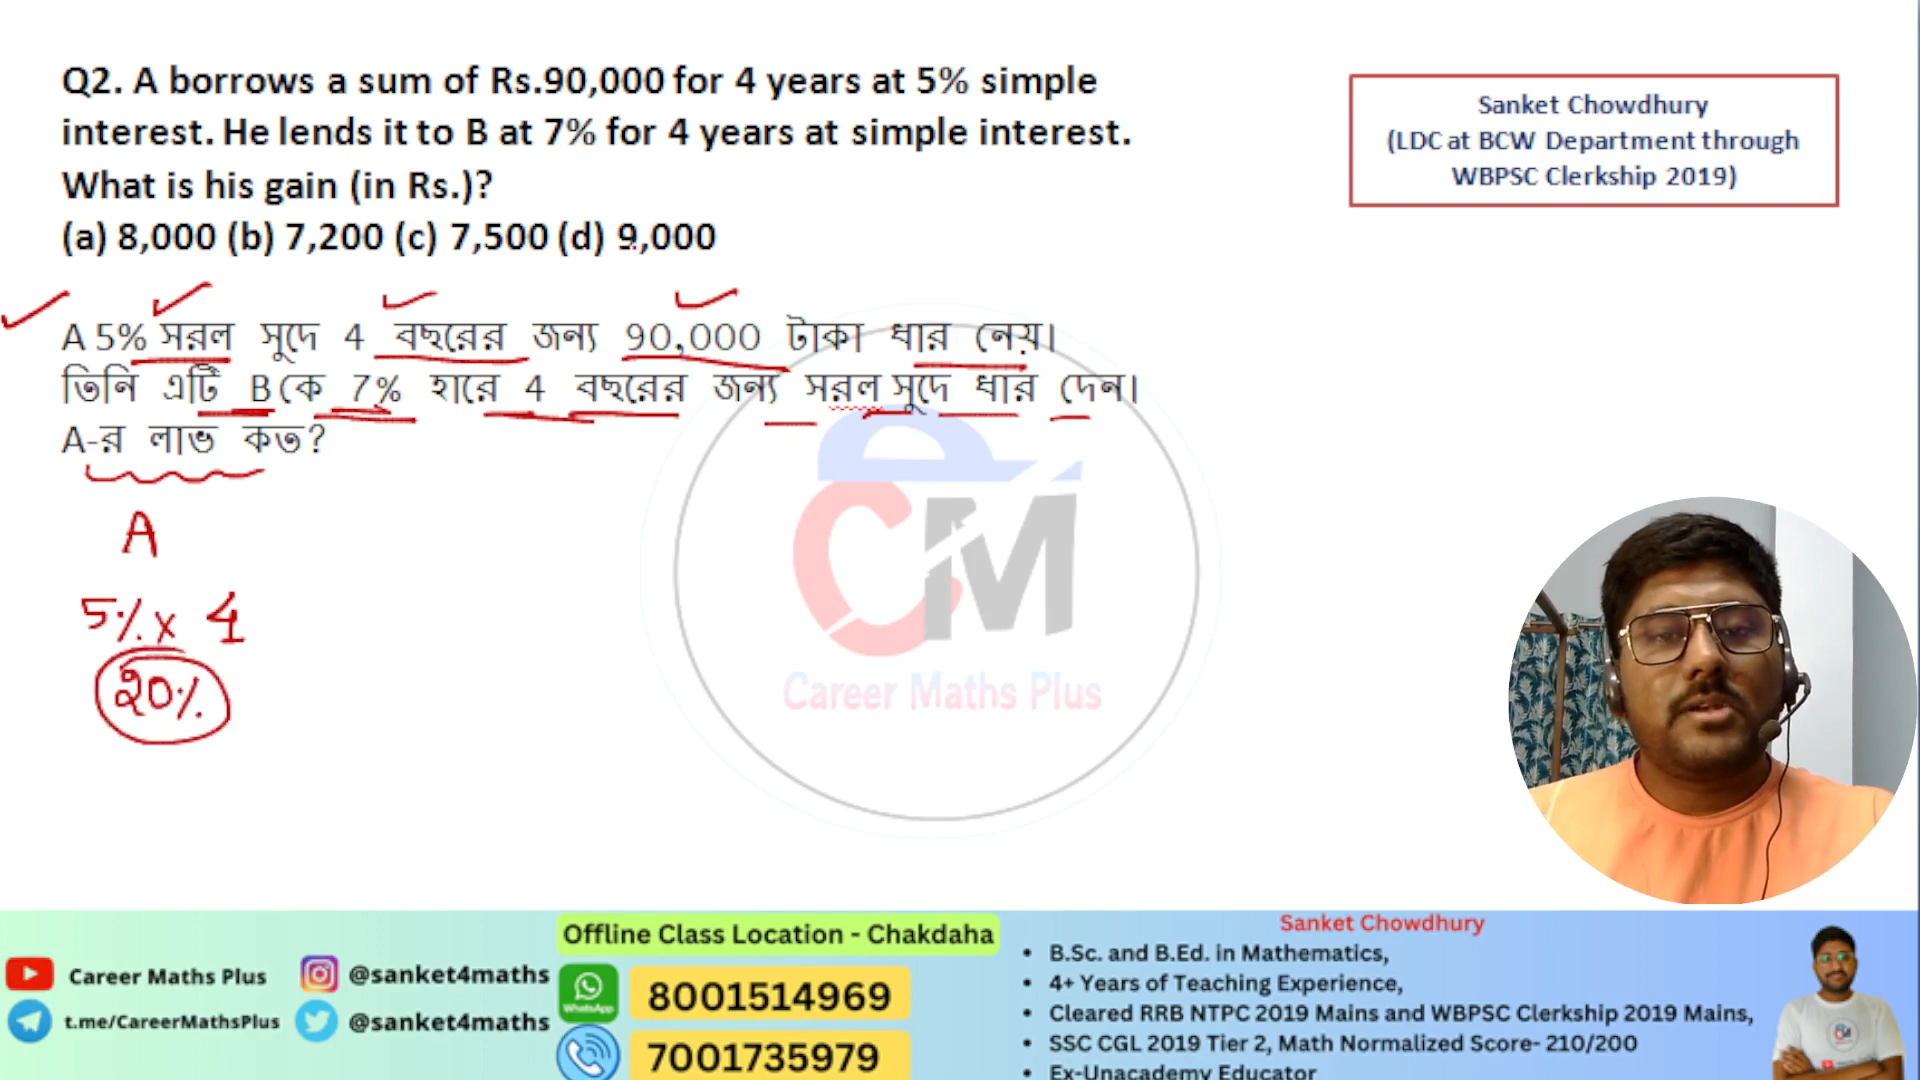 Q2. A borrows a sum of Rs.90,000 for 4 years at 5% simple
interest. He lends it to B at 7% for 4 years at simple interest.
What is his gain (in Rs.)?
(a) 8,000 (b) 7,200 (c) 7,500 (d) 9,000
Sanket Chowdhury
(LDC at BCW Department through
WBPSC Clerkship 2019)
A 5% সরল সুদে 4 বছরের জন্য 90,000 টাকা ধার নেয়।
তিনি এটি B কে 7% হারে 4 বছরের জন্য সরল সুদে ধার দেন।
A-র লাভ কত?
A
5% x 4
20%
CM
Career Maths Plus
Offline Class Location - Chakdaha
Career Maths Plus
@sanket4maths
t.me/CareerMathsPlus
@sanket4maths
WhatsApp
8001514969
7001735979
Sanket Chowdhury
• B.Sc. and B.Ed. in Mathematics,
• 4+ Years of Teaching Experience,
• Cleared RRB NTPC 2019 Mains and WBPSC Clerkship 2019 Mains,
• SSC CGL 2019 Tier 2, Math Normalized Score- 210/200
• Ex-Unacademy Educator